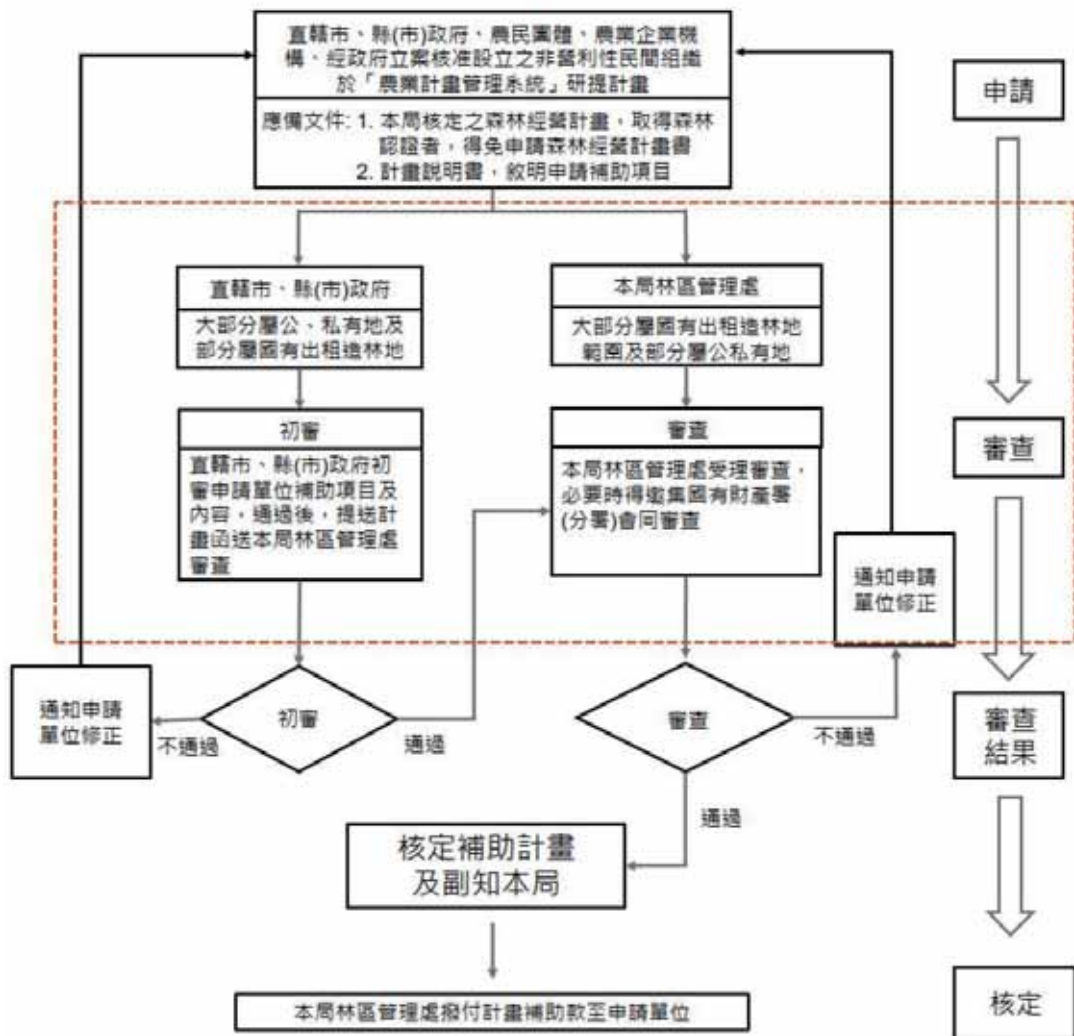 直轄市、縣(市)政府、農民團體、農業企業機
構、經政府立案核准設立之非營利性民間組織
於「農業計畫管理系統」研提計畫
應備文件: 1. 本局核定之森林經營計畫，取得森林
認證者，得免申請森林經營計畫書
2. 計畫說明書，敘明申請補助項目
申請
直轄市、縣(市)政府
大部分屬公、私有地及
部分屬國有出租造林地
本局林區管理處
大部分屬國有出租造林地
範圍及部分屬公私有地
初審
直轄市、縣(市)政府初
審申請單位補助項目及
內容，通過後，提送計
畫函送本局林區管理處
審查
審查
本局林區管理處受理審查，
必要時得邀集國有財產署
(分署)會同審查
審查
通知申請
單位修正
通知申請
單位修正
不通過
初審
通過
審查
不通過
審查
結果
通過
核定補助計畫
及副知本局
本局林區管理處撥付計畫補助款至申請單位
核定